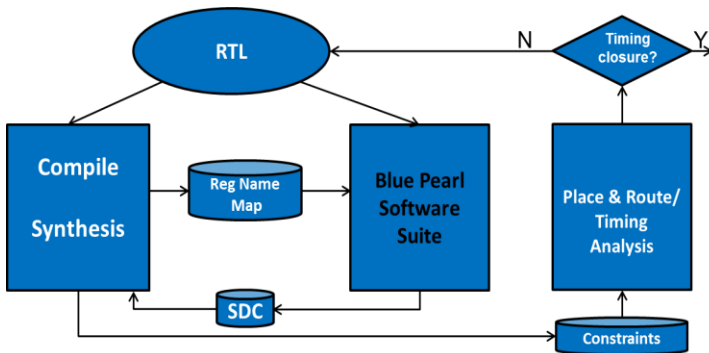 RTL
N
Timing
closure?
Y
Compile
Synthesis
Reg Name
Map
Blue Pearl
Software
Suite
Place & Route/
Timing
Analysis
SDC
Constraints